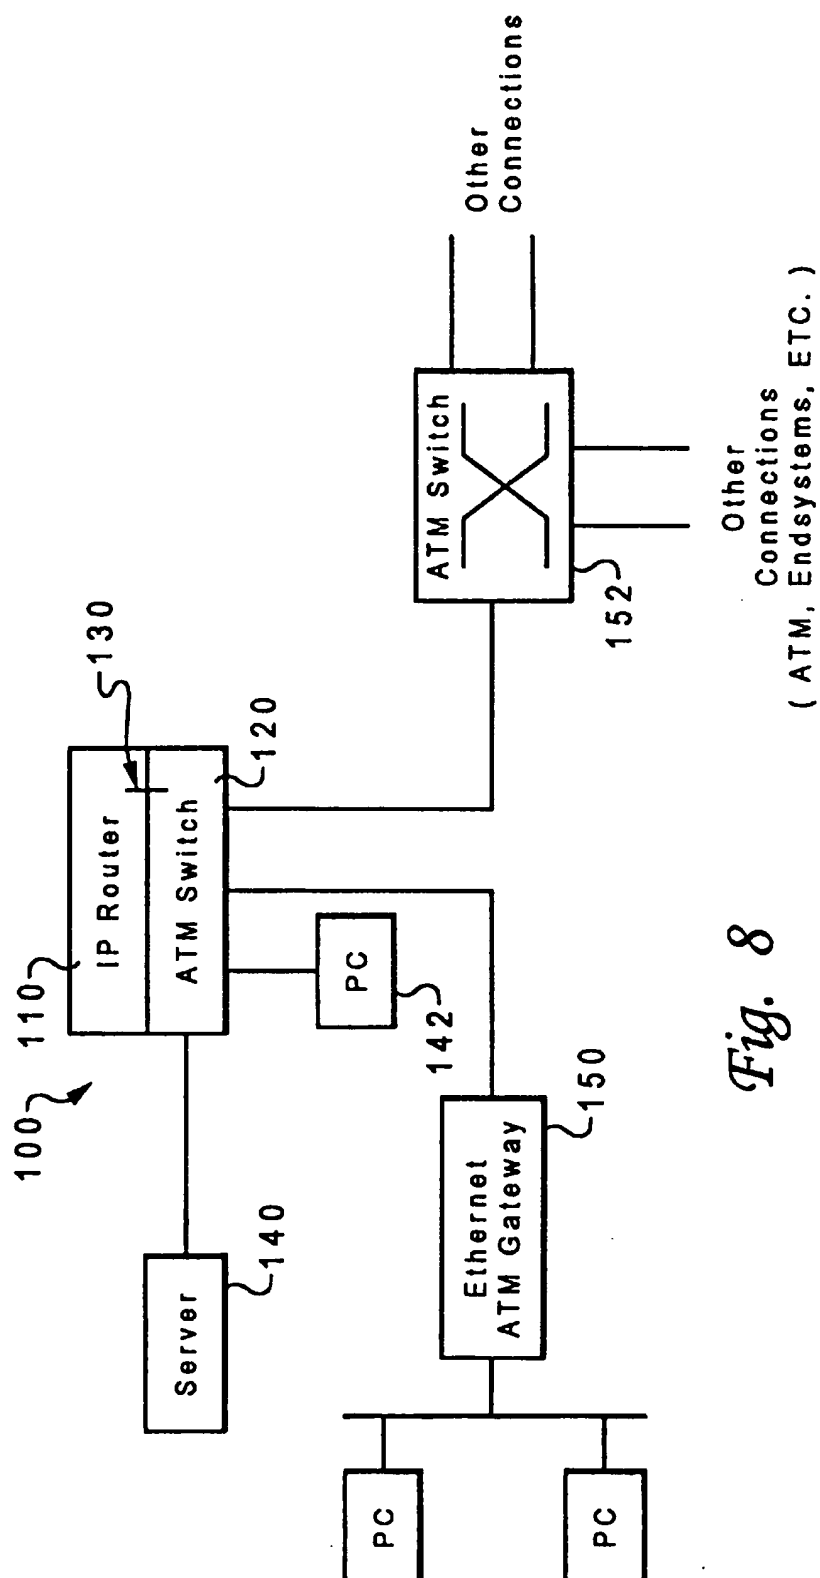 100
110
IP Router
130
ATM Switch
120
Server
140
PC
142
Ethernet
ATM Gateway
150
PC
PC
ATM Switch
152
Other
Connections
Other
Connections
( ATM, Endsystems, ETC. )
Fig. 8